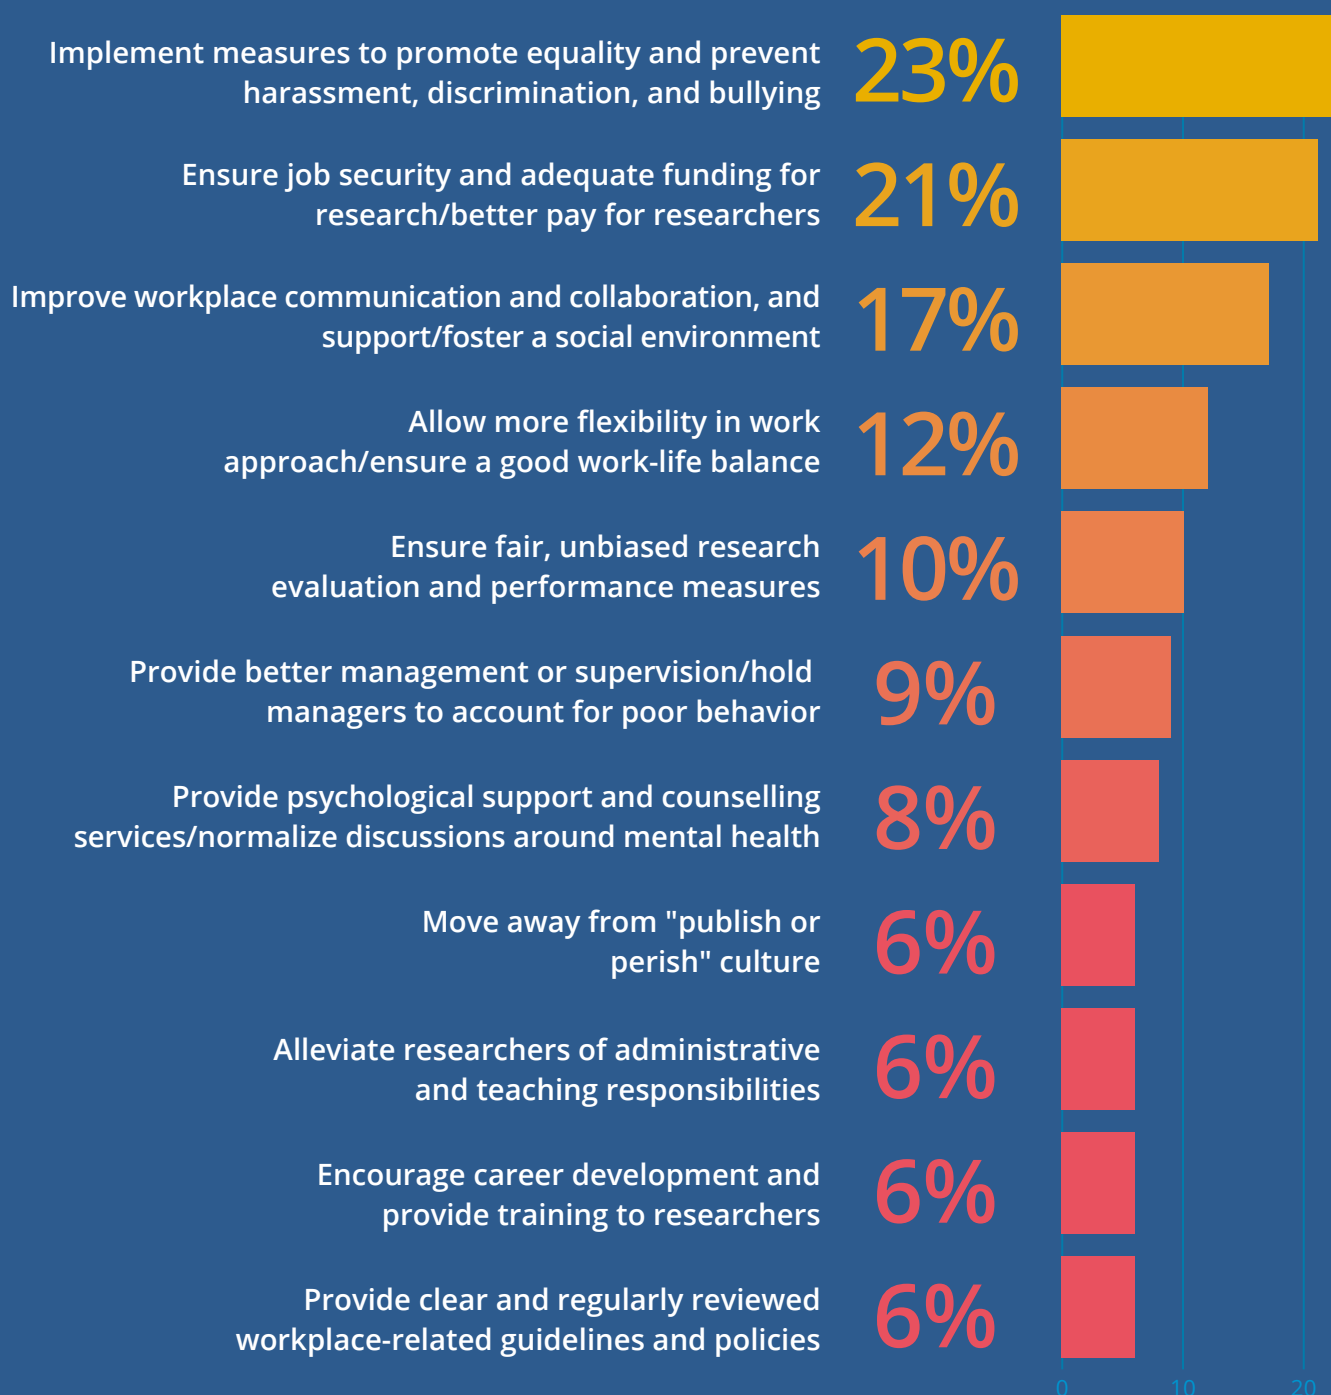 Implement measures to promote equality and prevent
harassment, discrimination, and bullying
23%
Ensure job security and adequate funding for
research/better pay for researchers
21%
Improve workplace communication and collaboration, and
support/foster a social environment
17%
Allow more flexibility in work
approach/ensure a good work-life balance
12%
Ensure fair, unbiased research
evaluation and performance measures
10%
Provide better management or supervision/hold
managers to account for poor behavior
9%
Provide psychological support and counselling
services/normalize discussions around mental health
8%
Move away from "publish or
perish" culture
6%
Alleviate researchers of administrative
and teaching responsibilities
6%
Encourage career development and
provide training to researchers
6%
Provide clear and regularly reviewed
workplace-related guidelines and policies
6%
0 10 20